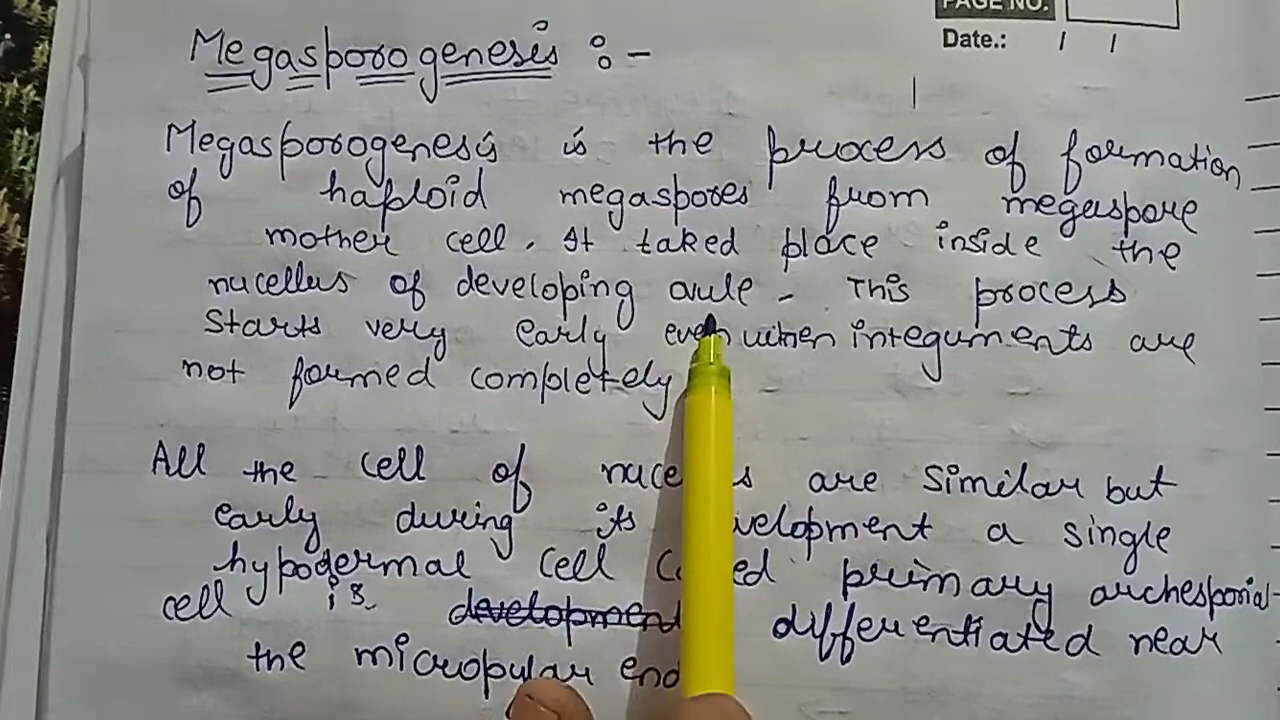 PAGE NO.
Date.: / /
Megasporogenesis :-
Megasporogenesis is the process of formation
of haploid megaspores from megaspore
mother cell. It taked place inside the
nucellus of developing ovule - This process
Starts very early even when integuments are
not formed completely
All the cell of nuce s are similar but
early during its velopment a single
hypodermal cell c ed primary archesporial-
cell is development differentiated near
the micropular end